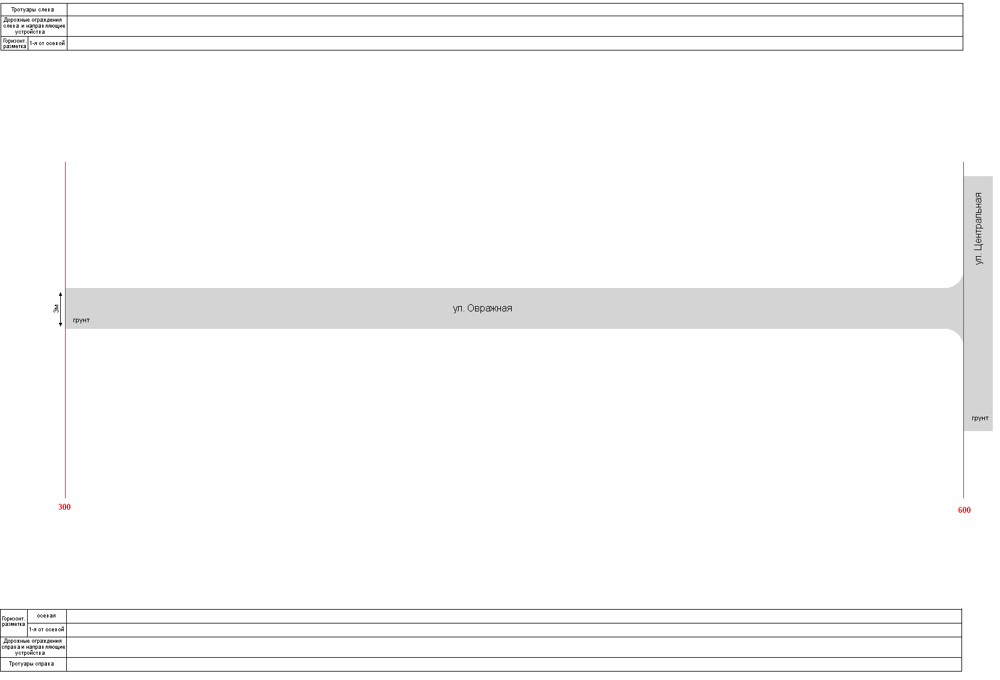 Тротуары слева
Дорожные ограждения
слева и направляющие
устройства
Горизонт.
разметка
1-я от осевой
ул. Центральная
3м
ул. Овражная
грунт
грунт
300
600
Горизонт.
разметка
осевая
1-я от осевой
Дорожные ограждения
справа и направляющие
устройства
Тротуары справа